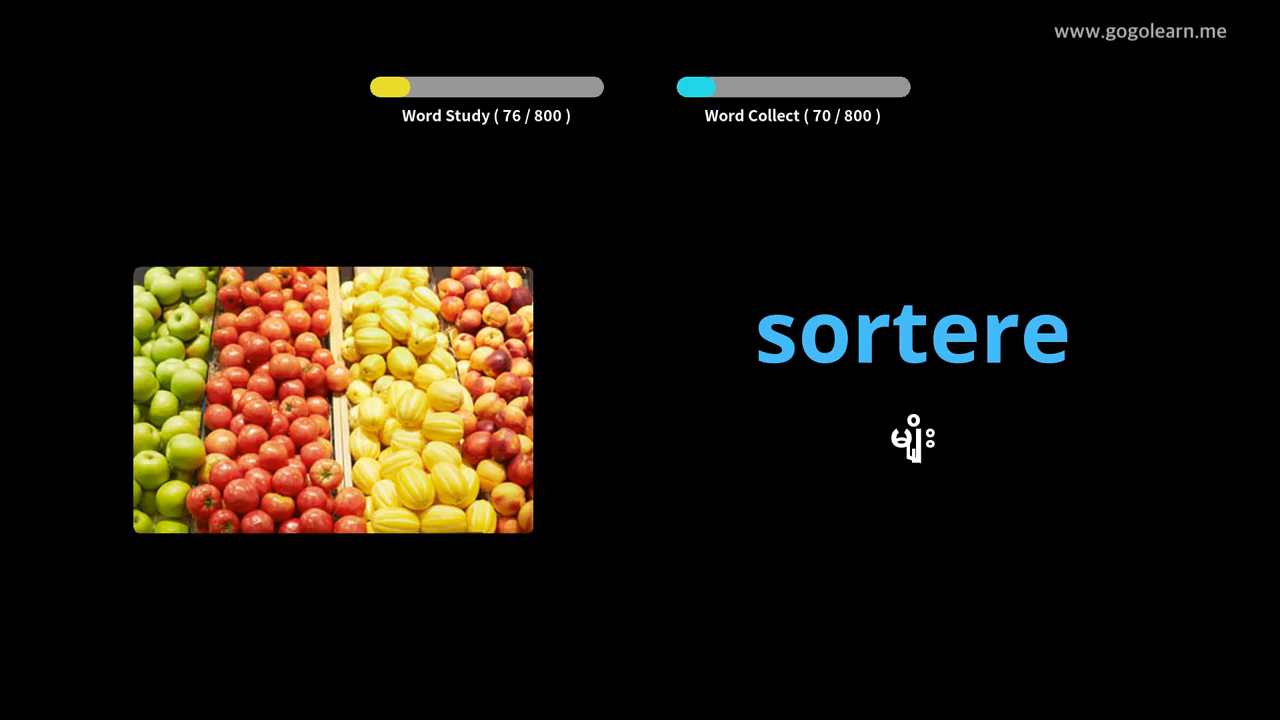 www.gogolearn.me
Word Study ( 76 / 800 )
Word Collect ( 70 / 800 )
sortere
မျိုး